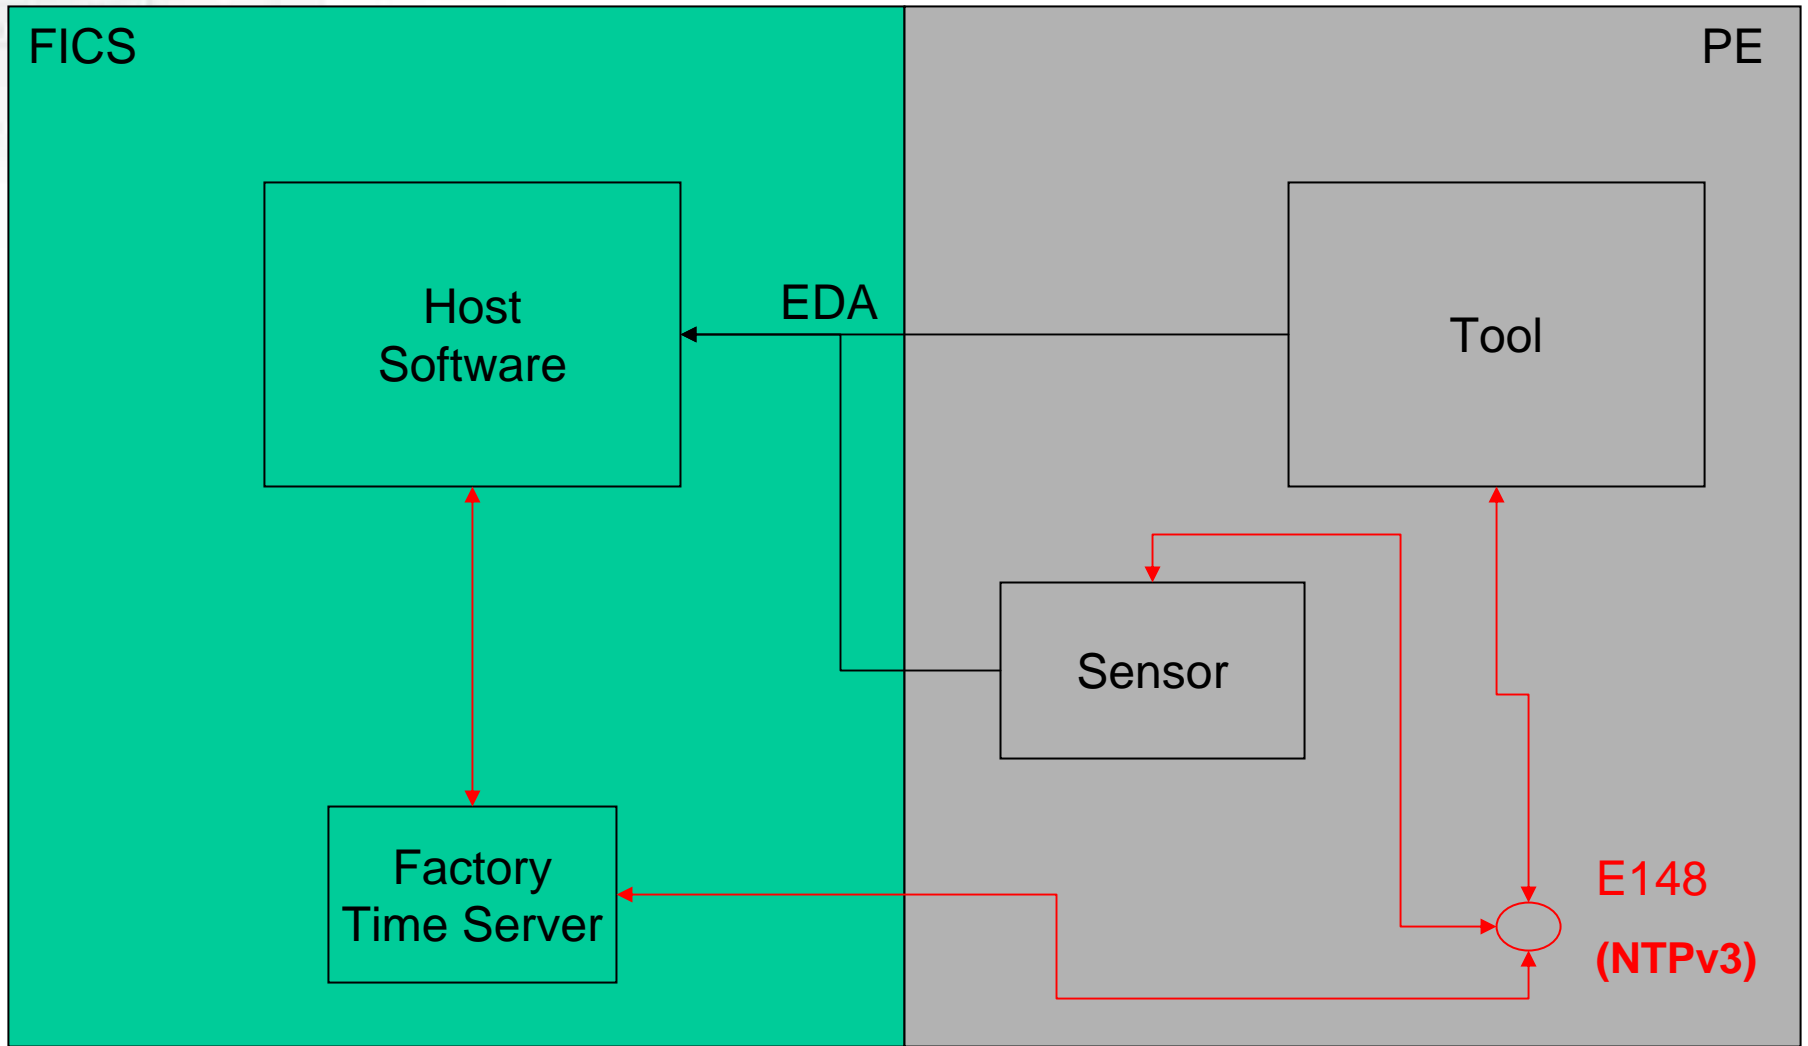 FICS
PE
Host
Software
EDA
Tool
Sensor
Factory
Time Server
E148
(NTPv3)